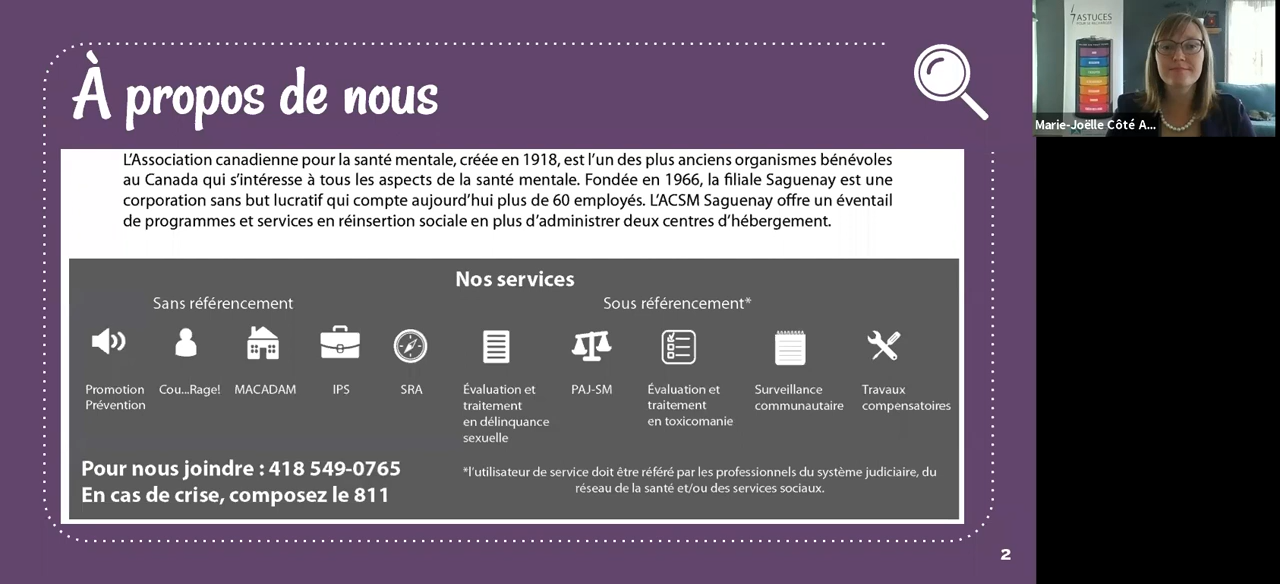 À propos de nous
L’Association canadienne pour la santé mentale, créée en 1918, est l’un des plus anciens organismes bénévoles
au Canada qui s’intéresse à tous les aspects de la santé mentale. Fondée en 1966, la filiale Saguenay est une
corporation sans but lucratif qui compte aujourd’hui plus de 60 employés. L’ACSM Saguenay offre un éventail
de programmes et services en réinsertion sociale en plus d’administrer deux centres d’hébergement.
Nos services
Sans référencement
Sous référencement*
Promotion
Prévention
Cou...Rage!
MACADAM
IPS
SRA
Évaluation et
traitement
en délinquance
sexuelle
PAJ-SM
Évaluation et
traitement
en toxicomanie
Surveillance
communautaire
Travaux
compensatoires
Pour nous joindre : 418 549-0765
En cas de crise, composez le 811
*l’utilisateur de service doit être référé par les professionnels du système judiciaire, du
réseau de la santé et/ou des services sociaux.
2
7 ASTUCES
Marie-Joëlle Côté A...